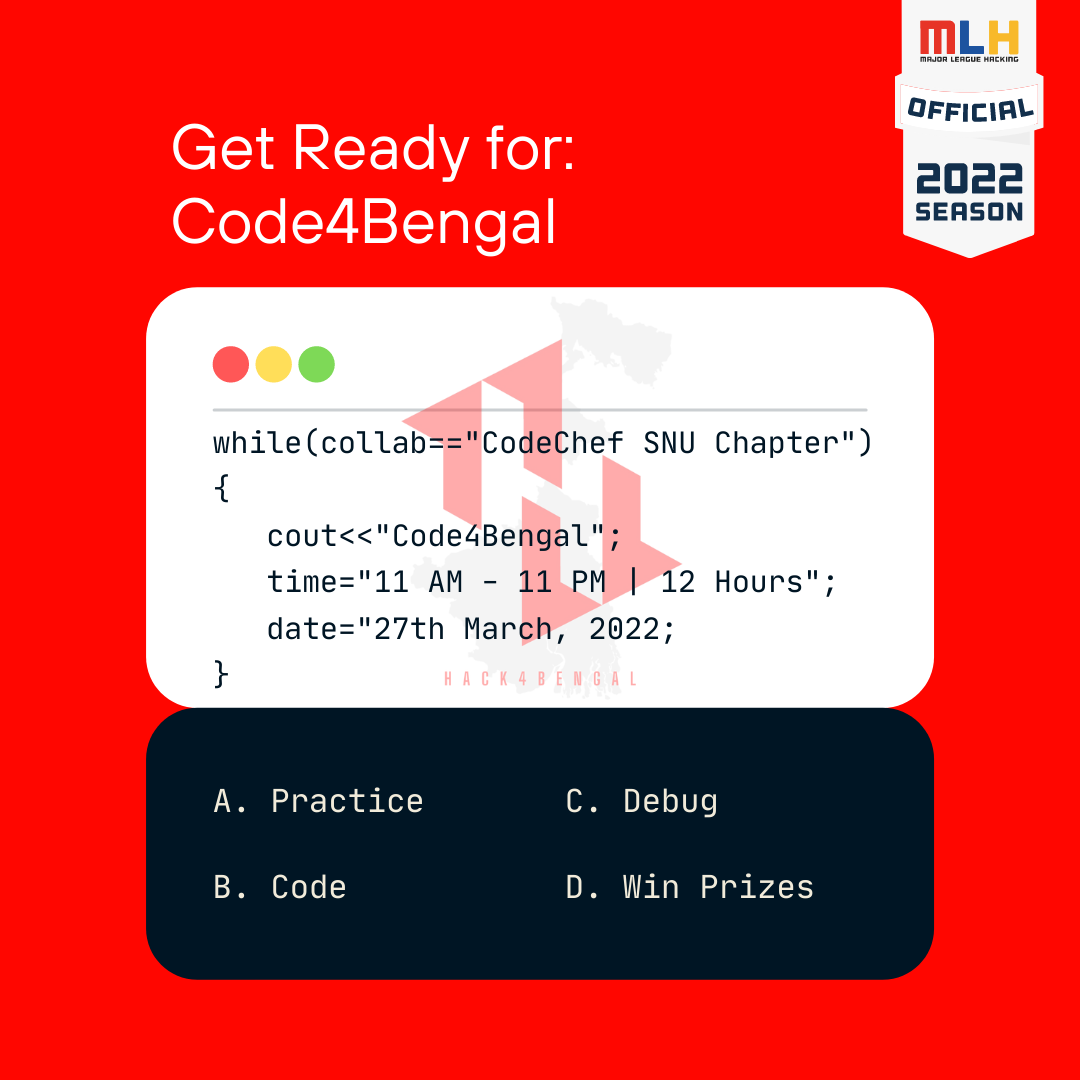 MLH
MAJOR LEAGUE HACKING
OFFICIAL
2022
SEASON
Get Ready for:
Code4Bengal
while(collab=="CodeChef SNU Chapter")
{
cout<<"Code4Bengal";
time="11 AM - 11 PM | 12 Hours";
date="27th March, 2022;
}
HACK4BENGAL
A. Practice
B. Code
C. Debug
D. Win Prizes